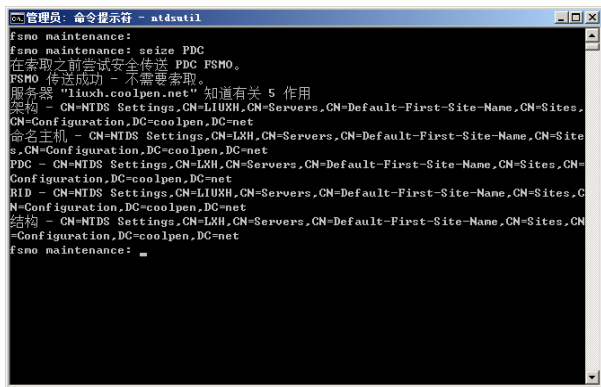 管理员: 命令提示符 - ntdsutil
fsmo maintenance:
fsmo maintenance: seize PDC
在索取之前尝试安全传送 PDC FSMO。
FSMO 传送成功 - 不需要索取。
服务器 "liuxh.coolpen.net" 知道有关 5 作用
架构 - CN=NTDS Settings,CN=LIUXH,CN=Servers,CN=Default-First-Site-Name,CN=Sites,
CN=Configuration,DC=coolpen,DC=net
命名主机 - CN=NTDS Settings,CN=LXH,CN=Servers,CN=Default-First-Site-Name,CN=Site
s,CN=Configuration,DC=coolpen,DC=net
PDC - CN=NTDS Settings,CN=LXH,CN=Servers,CN=Default-First-Site-Name,CN=Sites,CN=
Configuration,DC=coolpen,DC=net
RID - CN=NTDS Settings,CN=LIUXH,CN=Servers,CN=Default-First-Site-Name,CN=Sites,C
N=Configuration,DC=coolpen,DC=net
结构 - CN=NTDS Settings,CN=LXH,CN=Servers,CN=Default-First-Site-Name,CN=Sites,CN
=Configuration,DC=coolpen,DC=net
fsmo maintenance: _